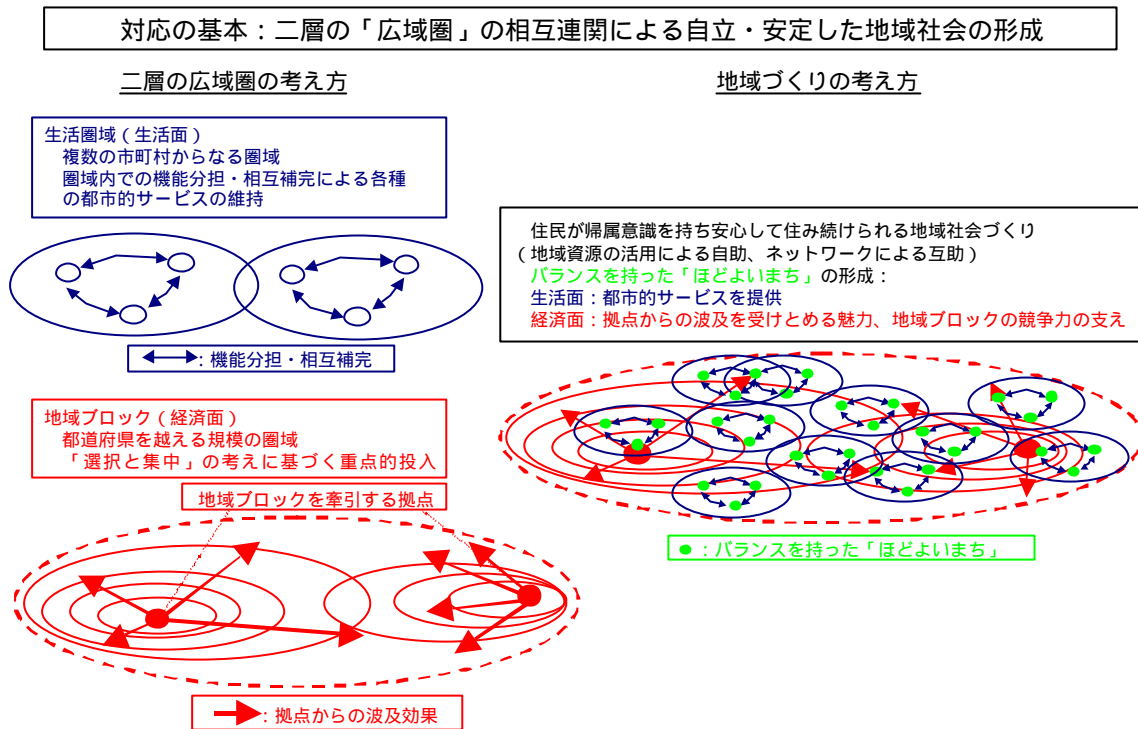 対応の基本：二層の「広域圏」の相互連関による自立・安定した地域社会の形成
二層の広域圏の考え方
生活圏域（生活面）
複数の市町村からなる圏域
圏域内での機能分担・相互補完による各種
の都市的サービスの維持
：機能分担・相互補完
地域ブロック（経済面）
都道府県を越える規模の圏域
「選択と集中」の考えに基づく重点的投入
地域ブロックを牽引する拠点
：拠点からの波及効果
地域づくりの考え方
住民が帰属意識を持ち安心して住み続けられる地域社会づくり
（地域資源の活用による自助、ネットワークによる互助）
バランスを持った「ほどよいまち」の形成：
生活面：都市的サービスを提供
経済面：拠点からの波及を受けとめる魅力、地域ブロックの競争力の支え
：バランスを持った「ほどよいまち」